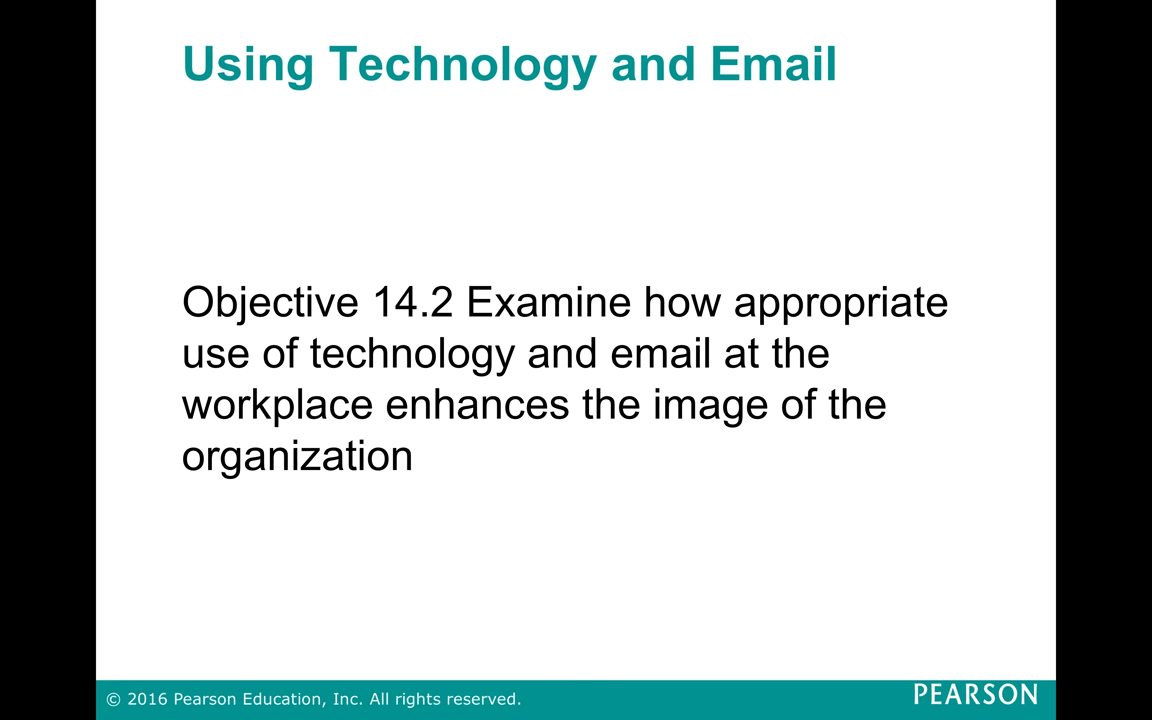 Using Technology and Email
Objective 14.2 Examine how appropriate
use of technology and email at the
workplace enhances the image of the
organization
© 2016 Pearson Education, Inc. All rights reserved.
PEARSON